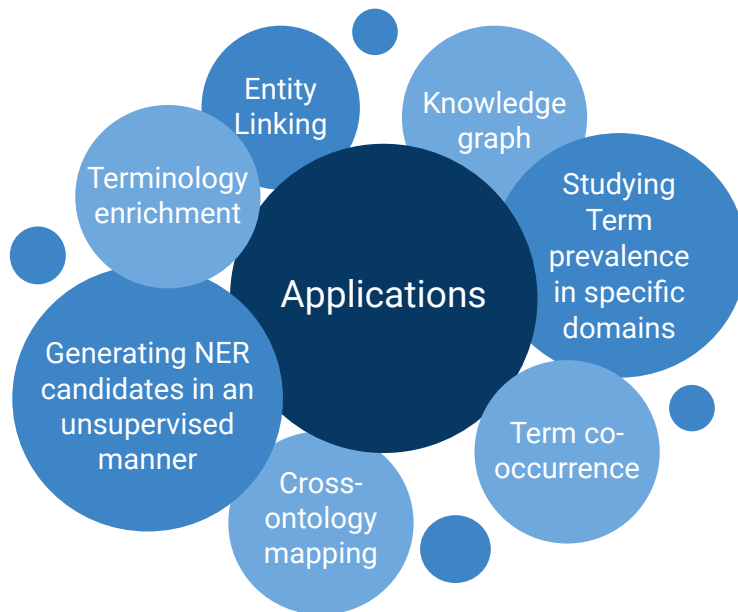 Entity
Linking
Knowledge
graph
Terminology
enrichment
Studying
Term
prevalence
in specific
domains
Applications
Generating NER
candidates in an
unsupervised
manner
Term co-
occurrence
Cross-
ontology
mapping